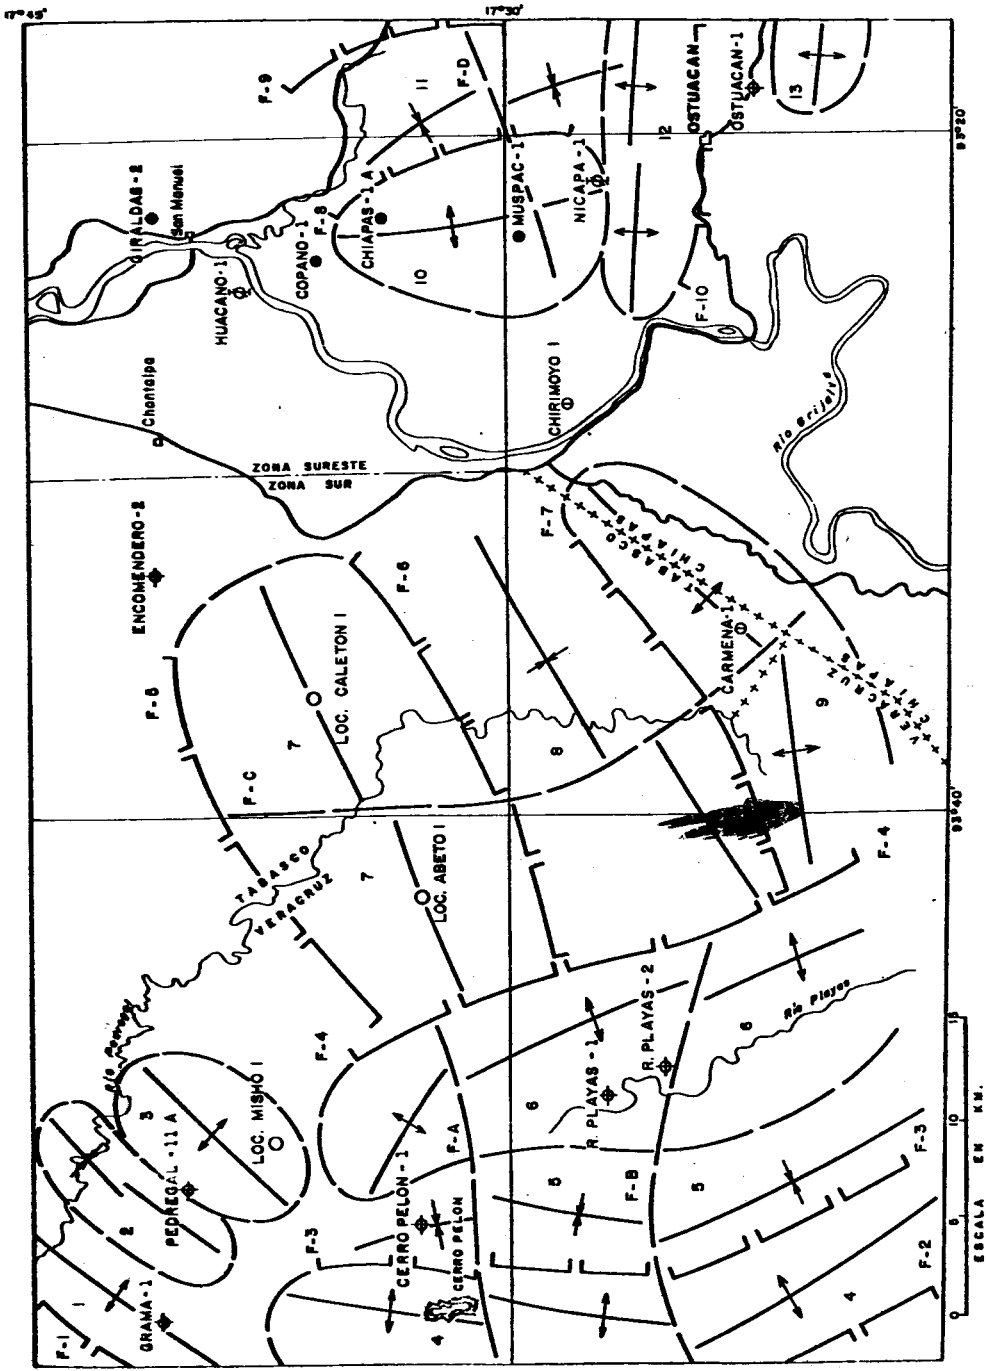 17°45'
17°30'
F-9
11
F-D
OSTUACAN
OSTUACAN-1
13
12
93°20'
GIRALDAS-2
San Manuel
HUACANO-1
COPANO-1
F-8
CHIAPAS-1A
10
MUSPAC-1
NICAPA-1
F-10
Chontalpa
CHIRIMOYO 1
Río Grijalva
ZONA SURESTE
ZONA SUR
ENCOMENDERO-2
F-5
F-6
F-7
TABASCO
CHIAPAS
LOC. CALETON 1
7
CARMENA-1
8
9
VERACRUZ
CHIAPAS
F-C
93°40'
TABASCO
VERACRUZ
7
LOC. ABETO 1
F-4
R. PLAYAS-2
R. PLAYAS-1
Río Playas
6
6
F-4
3
LOC. MISHO 1
PEDREGAL-11A
2
F-A
5
F-B
5
F-3
CERRO PELON-1
CERRO PELON
F-3
F-2
1
GRAMA-1
F-1
4
4
0 5 10 15
ESCALA EN KM.